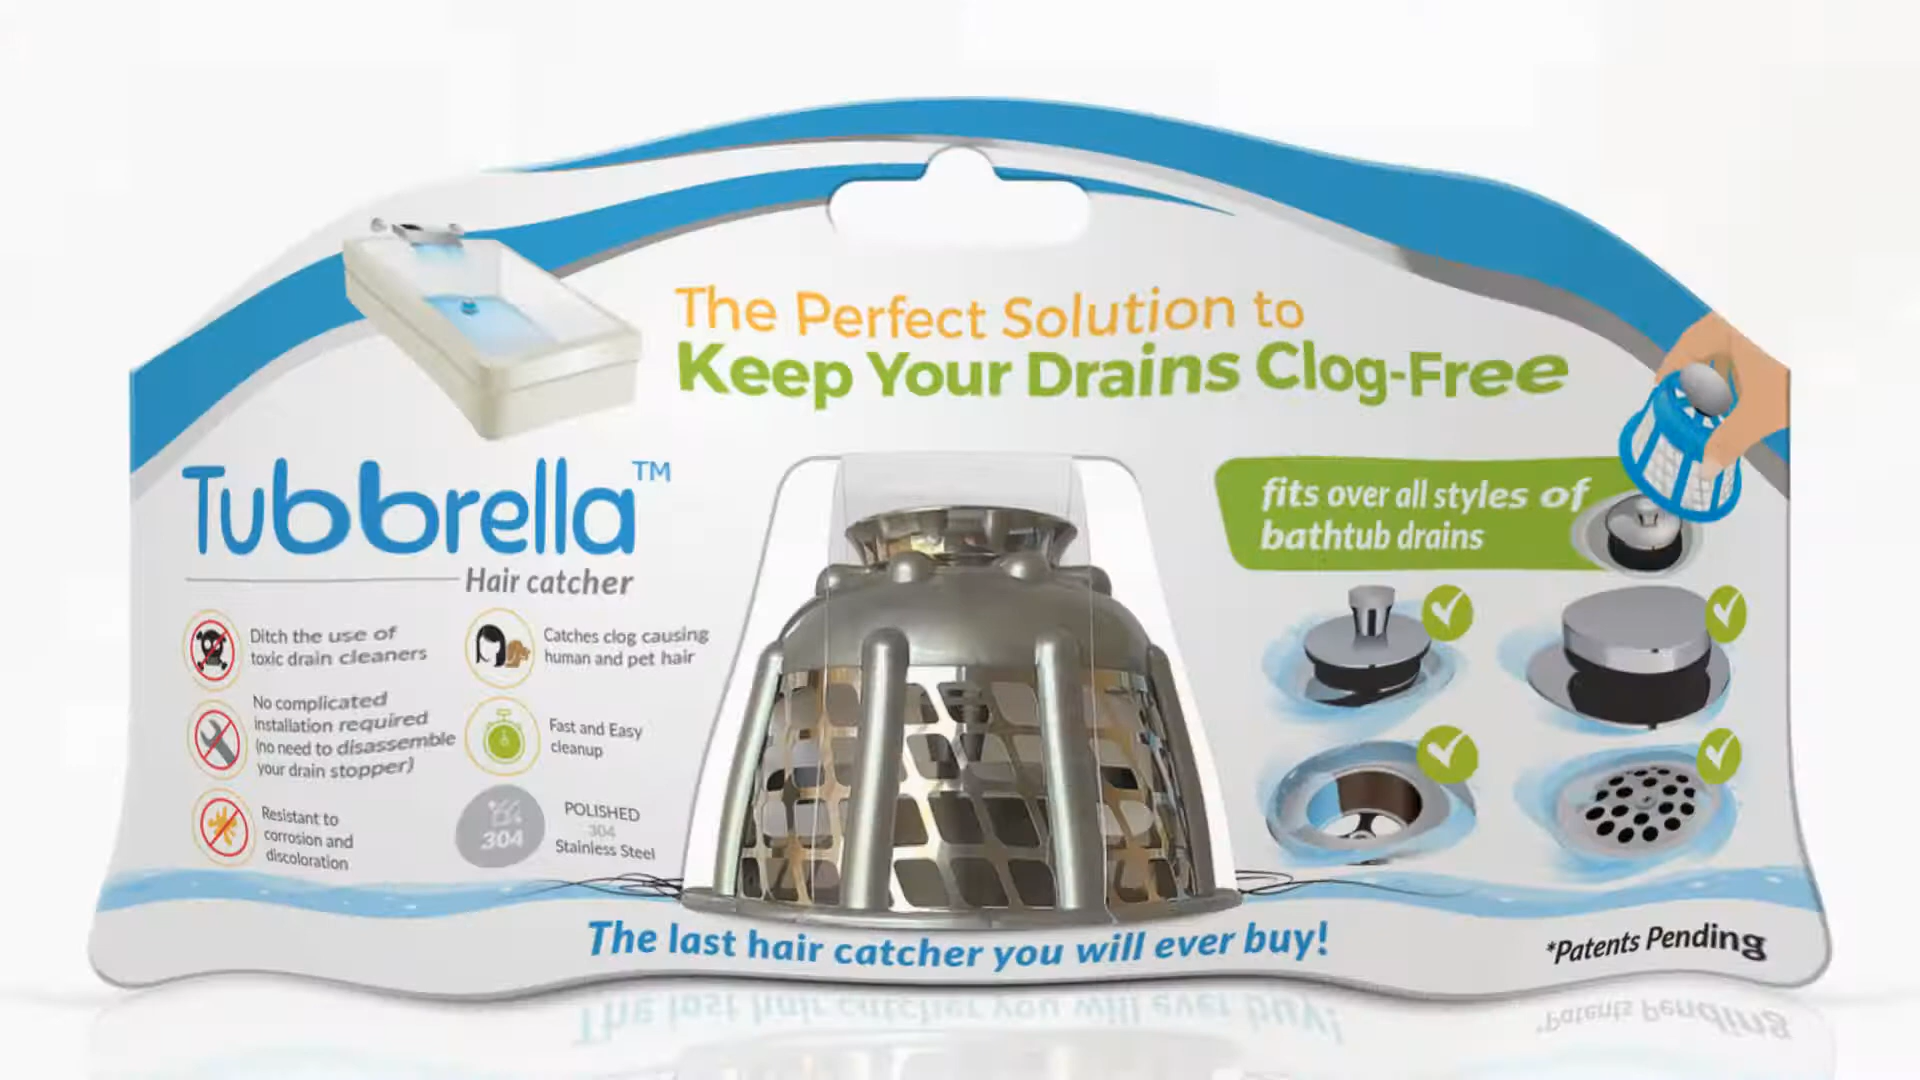 The Perfect Solution to
Keep Your Drains Clog-Free
Tubbrella™
Hair catcher
Ditch the use of
toxic drain cleaners
No complicated
installation required
(no need to disassemble
your drain stopper)
Resistant to
corrosion and
discoloration
Catches clog causing
human and pet hair
Fast and Easy
cleanup
304
POLISHED
304
Stainless Steel
fits over all styles of
bathtub drains
The last hair catcher you will ever buy!
*Patents Pending